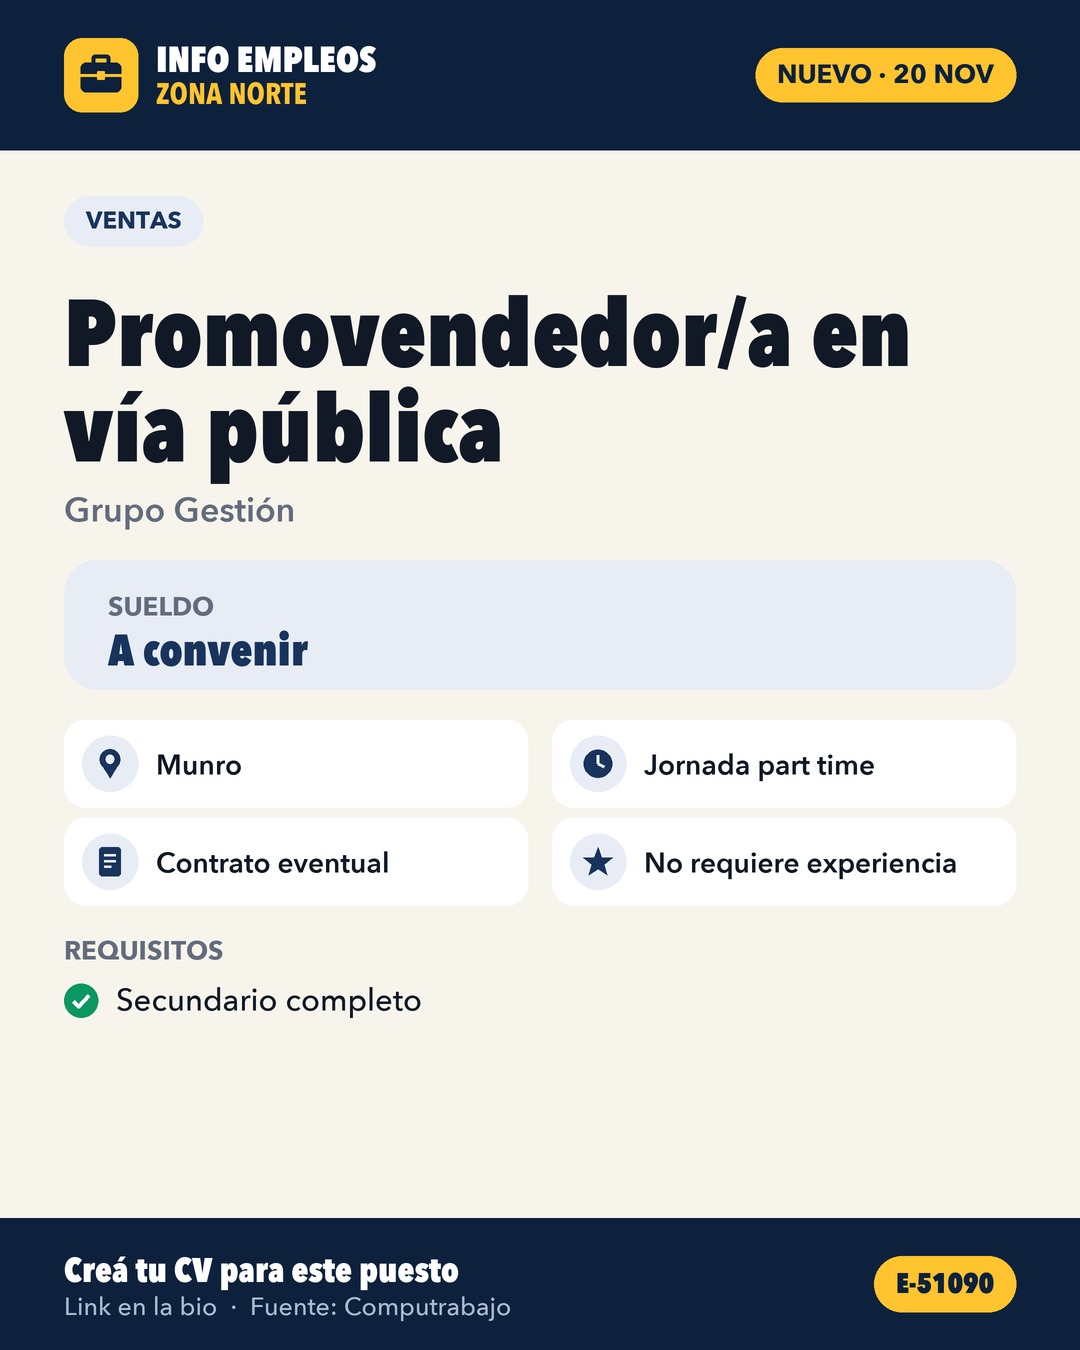 INFO EMPLEOS
ZONA NORTE
NUEVO · 20 NOV
VENTAS
Promovendedor/a en
vía pública
Grupo Gestión
SUELDO
A convenir
Munro
Jornada part time
Contrato eventual
No requiere experiencia
REQUISITOS
Secundario completo
Creá tu CV para este puesto
Link en la bio · Fuente: Computrabajo
E-51090